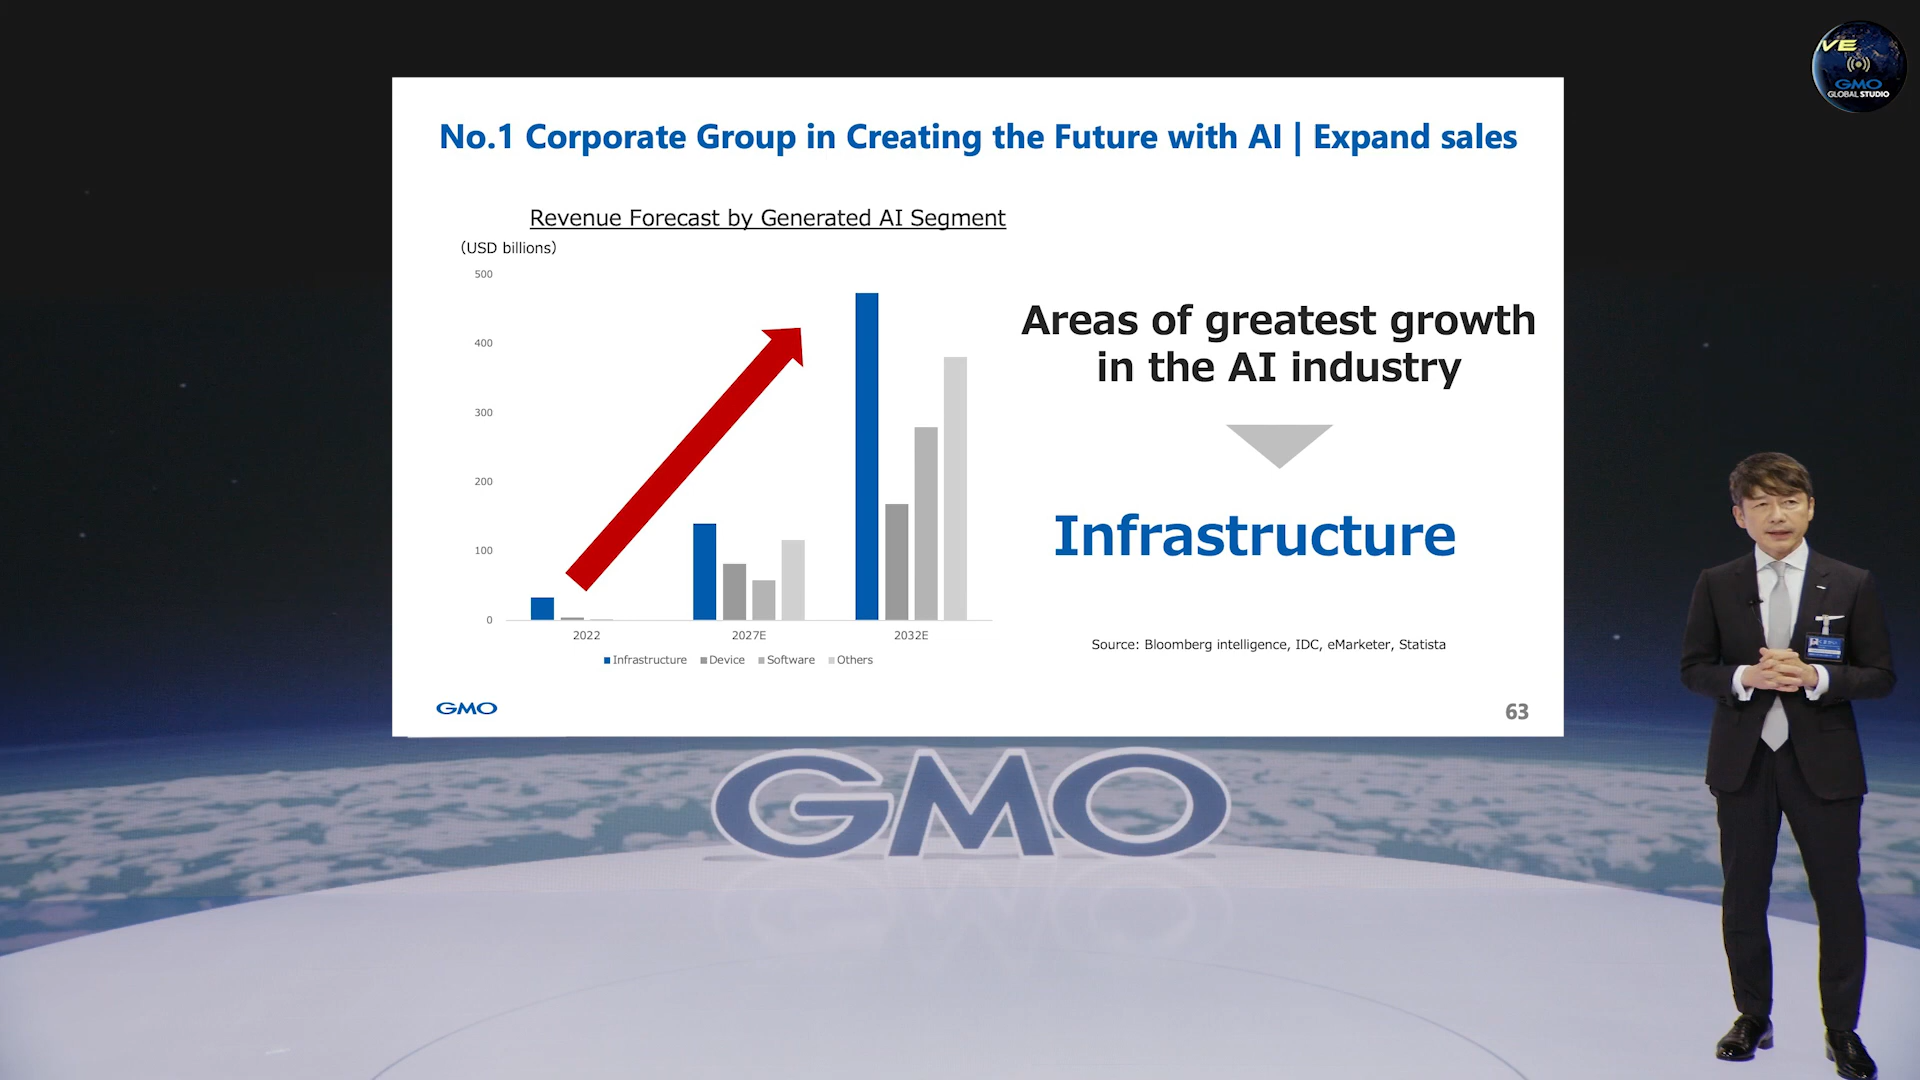 VE
GMO
GLOBAL STUDIO
No.1 Corporate Group in Creating the Future with AI | Expand sales
Revenue Forecast by Generated AI Segment
(USD billions)
500
400
300
200
100
0
2022
2027E
2032E
Infrastructure
Device
Software
Others
Areas of greatest growth
in the AI industry
Infrastructure
Source: Bloomberg intelligence, IDC, eMarketer, Statista
GMO
63
GMO